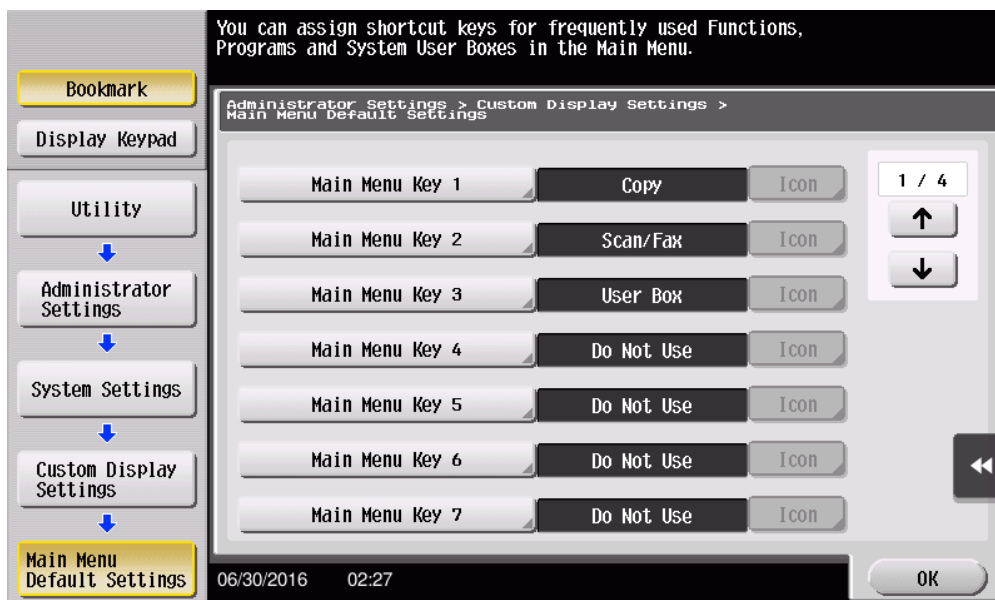 You can assign shortcut keys for frequently used Functions,
Programs and System User Boxes in the Main Menu.
Bookmark
Display Keypad
Utility
Administrator
Settings
System Settings
Custom Display
Settings
Main Menu
Default Settings
Administrator Settings > Custom Display Settings >
Main Menu Default Settings
Main Menu Key 1 Copy Icon
Main Menu Key 2 Scan/Fax Icon
Main Menu Key 3 User Box Icon
Main Menu Key 4 Do Not Use Icon
Main Menu Key 5 Do Not Use Icon
Main Menu Key 6 Do Not Use Icon
Main Menu Key 7 Do Not Use Icon
1 / 4
06/30/2016 02:27
OK